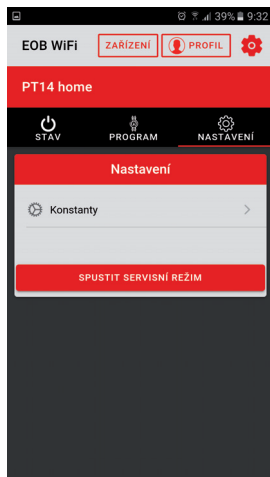 39% 9:32
EOB WiFi ZAŘÍZENÍ PROFIL
PT14 home
STAV PROGRAM NASTAVENÍ
Nastavení
Konstanty
SPUSTIT SERVISNÍ REŽIM